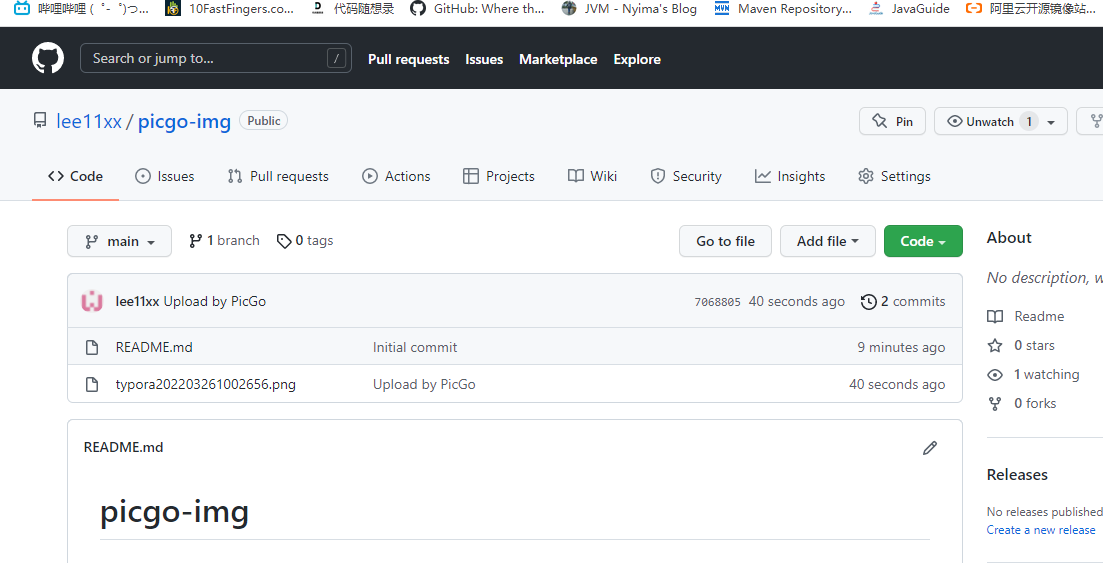 哔哩哔哩 ( ゜- ゜)つ... 10FastFingers.co... 代码随想录 GitHub: Where th... JVM - Nyima's Blog Maven Repository... JavaGuide 阿里云开源镜像站...
Search or jump to... / Pull requests Issues Marketplace Explore
lee11xx / picgo-img Public Pin Unwatch 1
Code Issues Pull requests Actions Projects Wiki Security Insights Settings
main 1 branch 0 tags Go to file Add file Code
lee11xx Upload by PicGo 7068805 40 seconds ago 2 commits
README.md Initial commit 9 minutes ago
typora202203261002656.png Upload by PicGo 40 seconds ago
README.md
picgo-img
About
No description, w
Readme
0 stars
1 watching
0 forks
Releases
No releases published
Create a new release